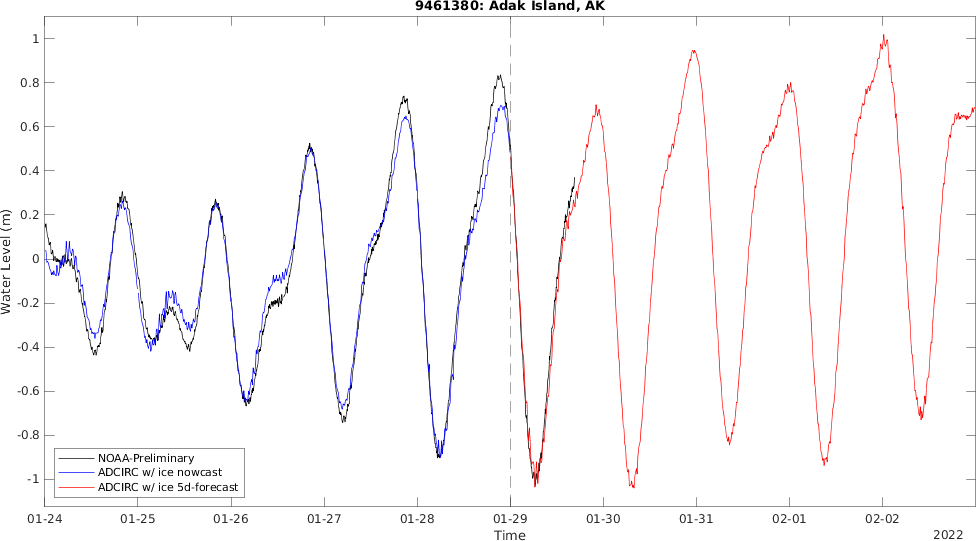 9461380: Adak Island, AK
1
0.8
0.6
0.4
0.2
0
-0.2
-0.4
-0.6
-0.8
-1
Water Level (m)
NOAA-Preliminary
ADCIRC w/ ice nowcast
ADCIRC w/ ice 5d-forecast
01-24 01-25 01-26 01-27 01-28 01-29 01-30 01-31 02-01 02-02
Time
2022